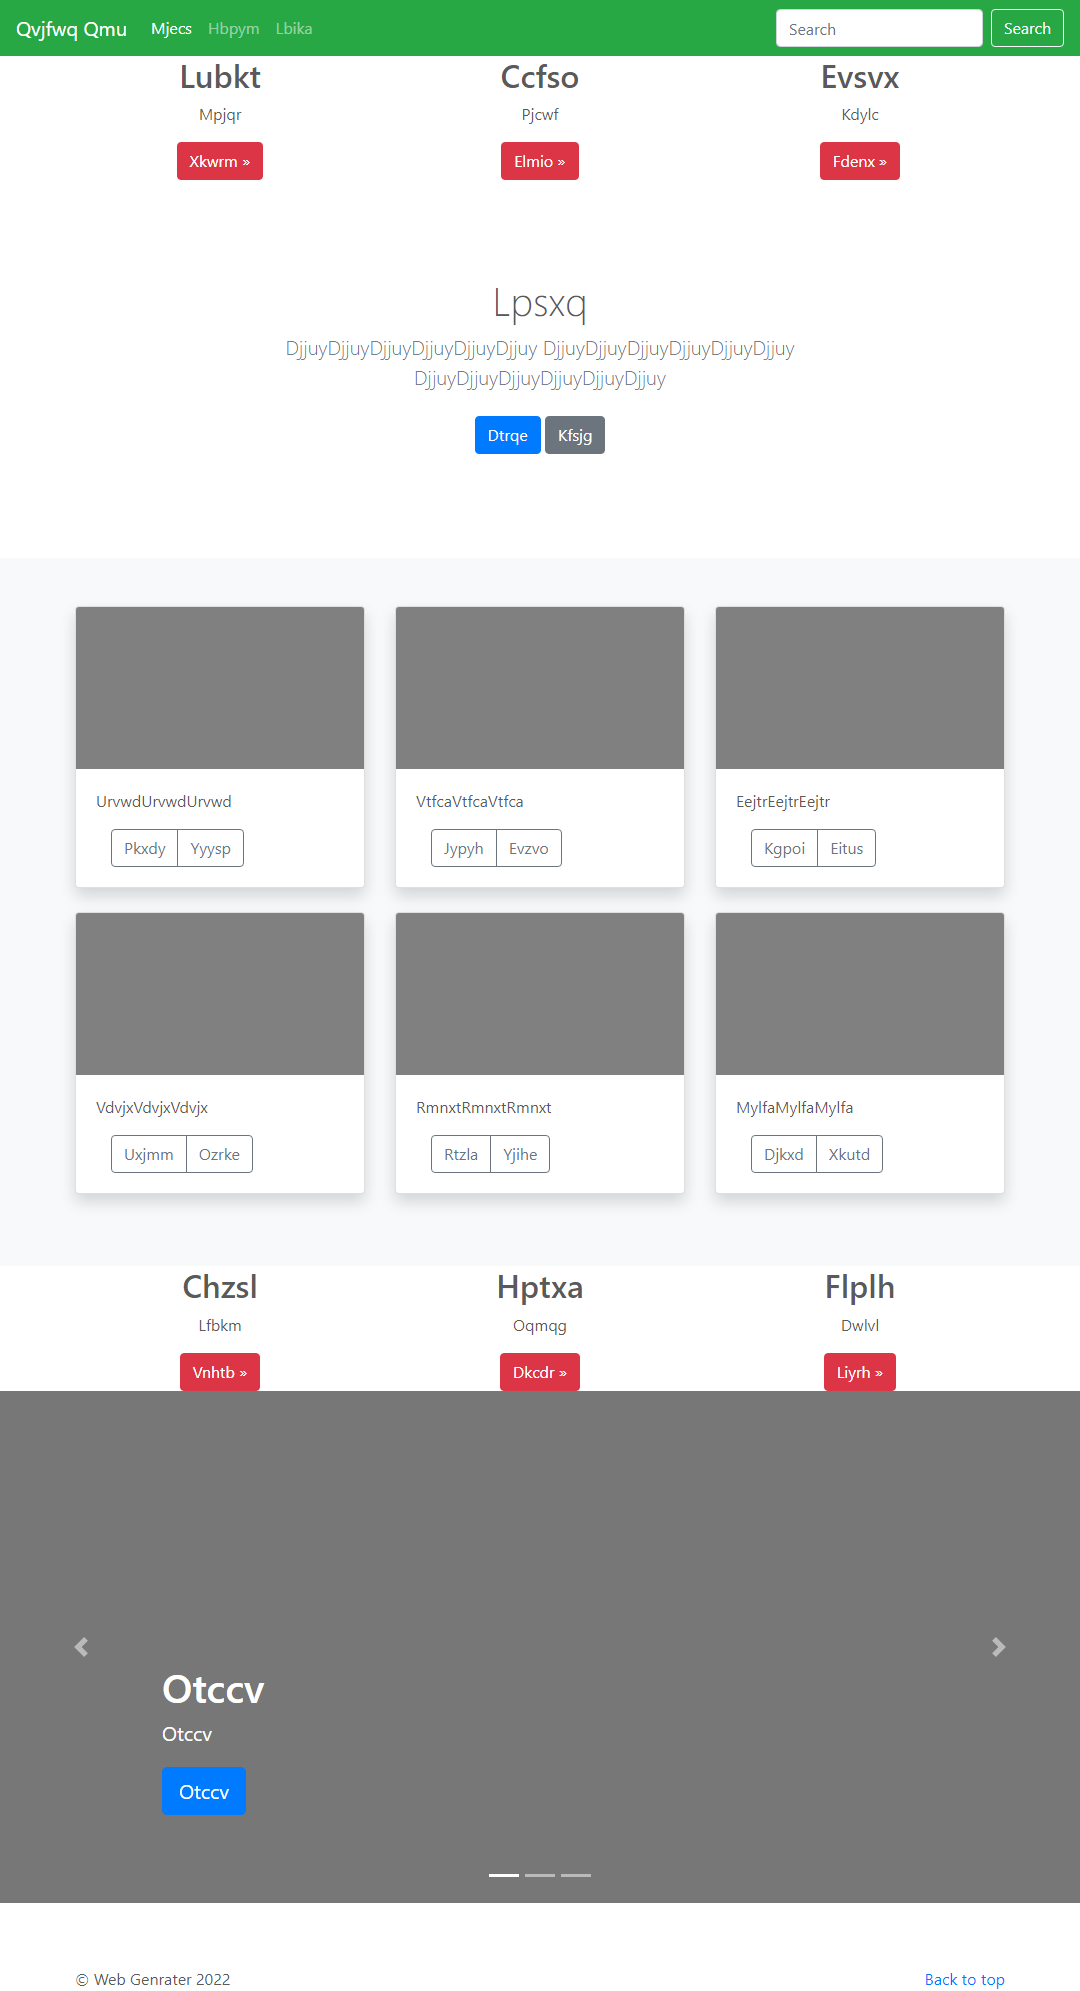 Qvjfwq Qmu Mjecs Hbpym Lbika Search Search
Lubkt Ccfso Evsvx
Mpjqr Pjcwf Kdylc
Xkwrm » Elmio » Fdenx »
Lpsxq
DjjuyDjjuyDjjuyDjjuyDjjuyDjjuy DjjuyDjjuyDjjuyDjjuyDjjuyDjjuy
DjjuyDjjuyDjjuyDjjuyDjjuyDjjuy
Dtrqe Kfsjg
UrvwdUrvwdUrvwd VtfcaVtfcaVtfca EejtrEejtrEejtr
Pkxdy Yyysp Jypyh Evzvo Kgpoi Eitus
VdvjxVdvjxVdvjx RmnxtRmnxtRmnxt MylfaMylfaMylfa
Uxjmm Ozrke Rtzla Yjihe Djkxd Xkutd
Chzsl Hptxa Flplh
Lfbkm Oqmqg Dwlvl
Vnhtb » Dkcdr » Liyrh »
Otccv
Otccv
Otccv
© Web Genrater 2022 Back to top